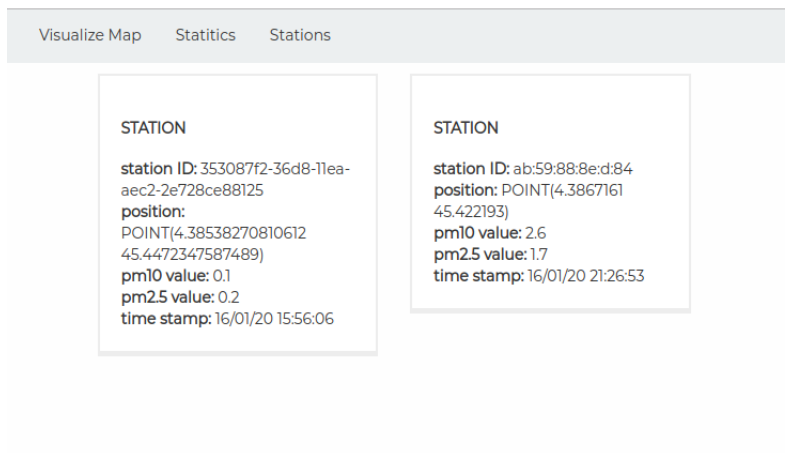 Visualize Map Statitics Stations
STATION
station ID: 353087f2-36d8-11ea-
aec2-2e728ce88125
position:
POINT(4.38538270810612
45.4472347587489)
pm10 value: 0.1
pm2.5 value: 0.2
time stamp: 16/01/20 15:56:06
STATION
station ID: ab:59:88:8e:d:84
position: POINT(4.3867161
45.422193)
pm10 value: 2.6
pm2.5 value: 1.7
time stamp: 16/01/20 21:26:53